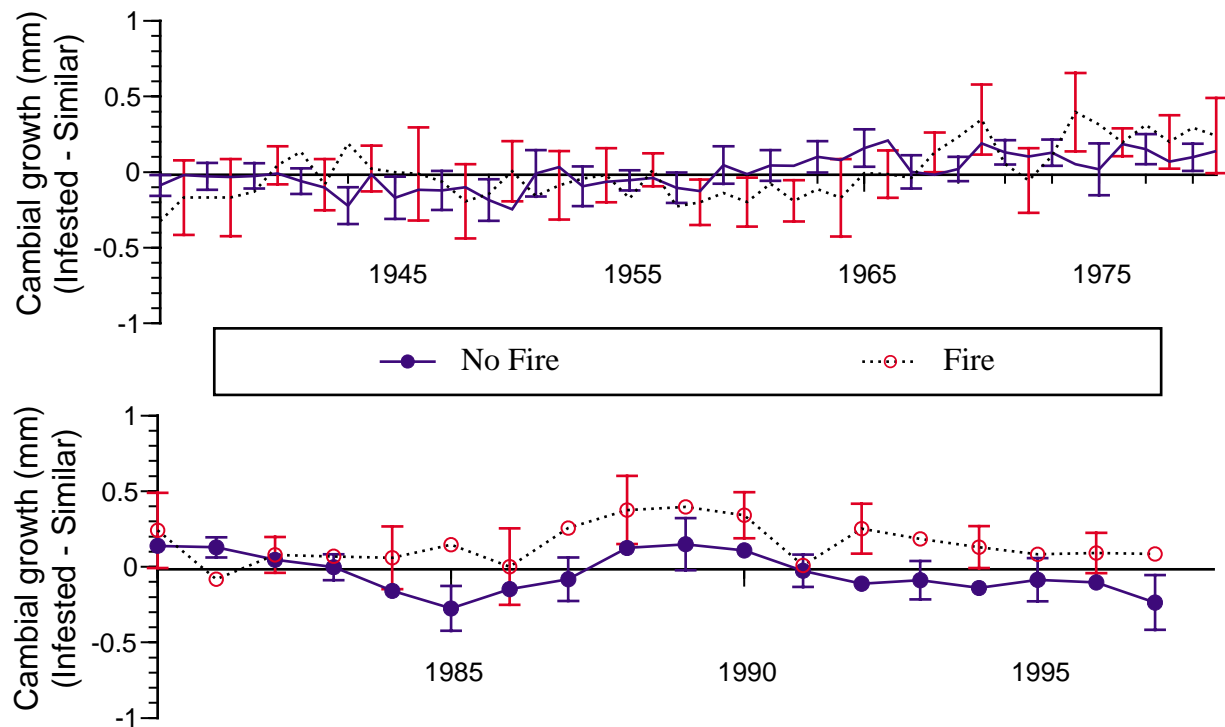 Cambial growth (mm)
(Infested - Similar)
1
0.5
0
-0.5
-1
1945
1955
1965
1975
No Fire
Fire
Cambial growth (mm)
(Infested - Similar)
1
0.5
0
-0.5
-1
1985
1990
1995